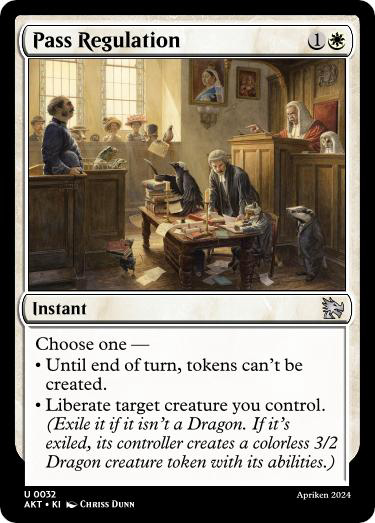 Pass Regulation 1
Instant
Choose one —
• Until end of turn, tokens can't be
created.
• Liberate target creature you control.
(Exile it if it isn't a Dragon. If it's
exiled, its controller creates a colorless 3/2
Dragon creature token with its abilities.)
U 0032
Apriken 2024
AKT • KI Chriss Dunn